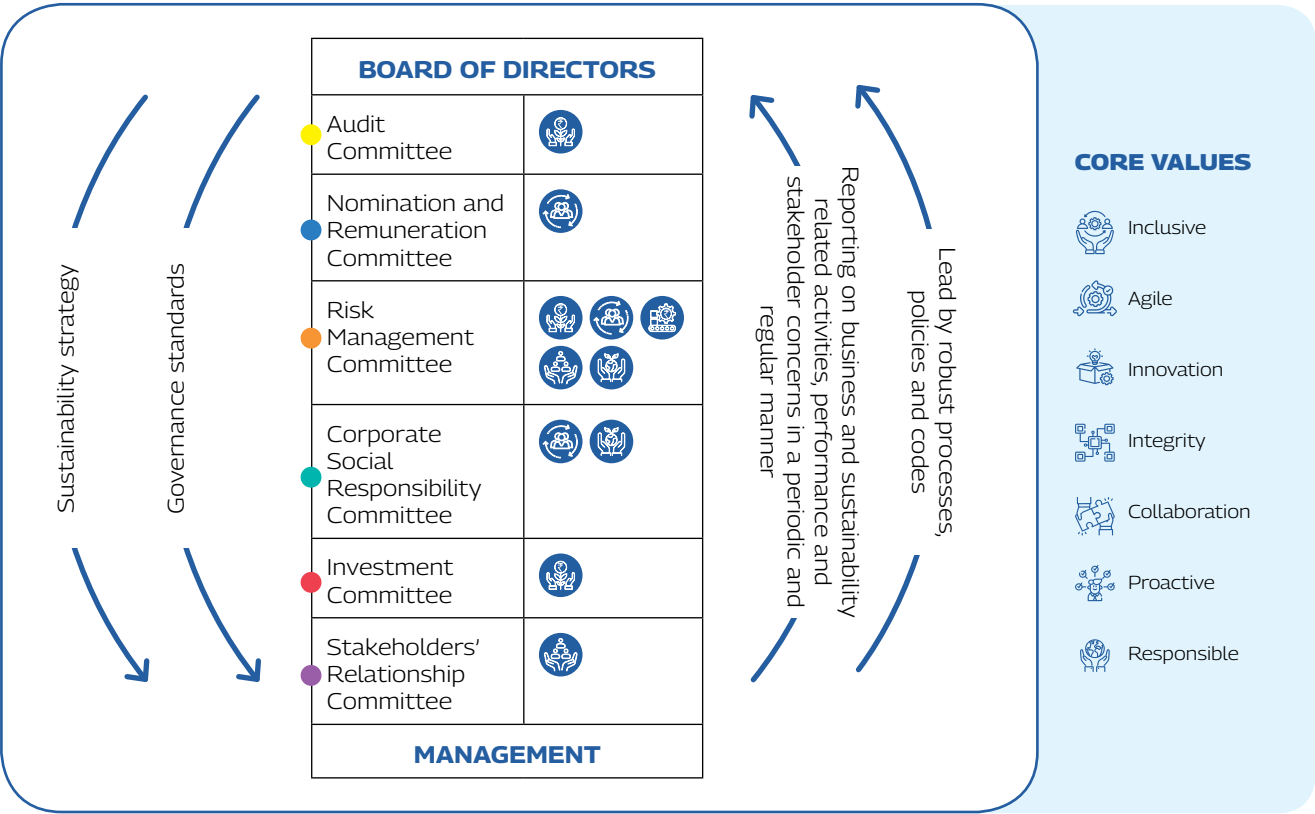 BOARD OF DIRECTORS
Audit
Committee
Nomination and
Remuneration
Committee
Risk
Management
Committee
Corporate
Social
Responsibility
Committee
Investment
Committee
Stakeholders'
Relationship
Committee
MANAGEMENT
Sustainability strategy
Governance standards
Reporting on business and sustainability
related activities, performance and
stakeholder concerns in a periodic and
regular manner
Lead by robust processes,
policies and codes
CORE VALUES
Inclusive
Agile
Innovation
Integrity
Collaboration
Proactive
Responsible